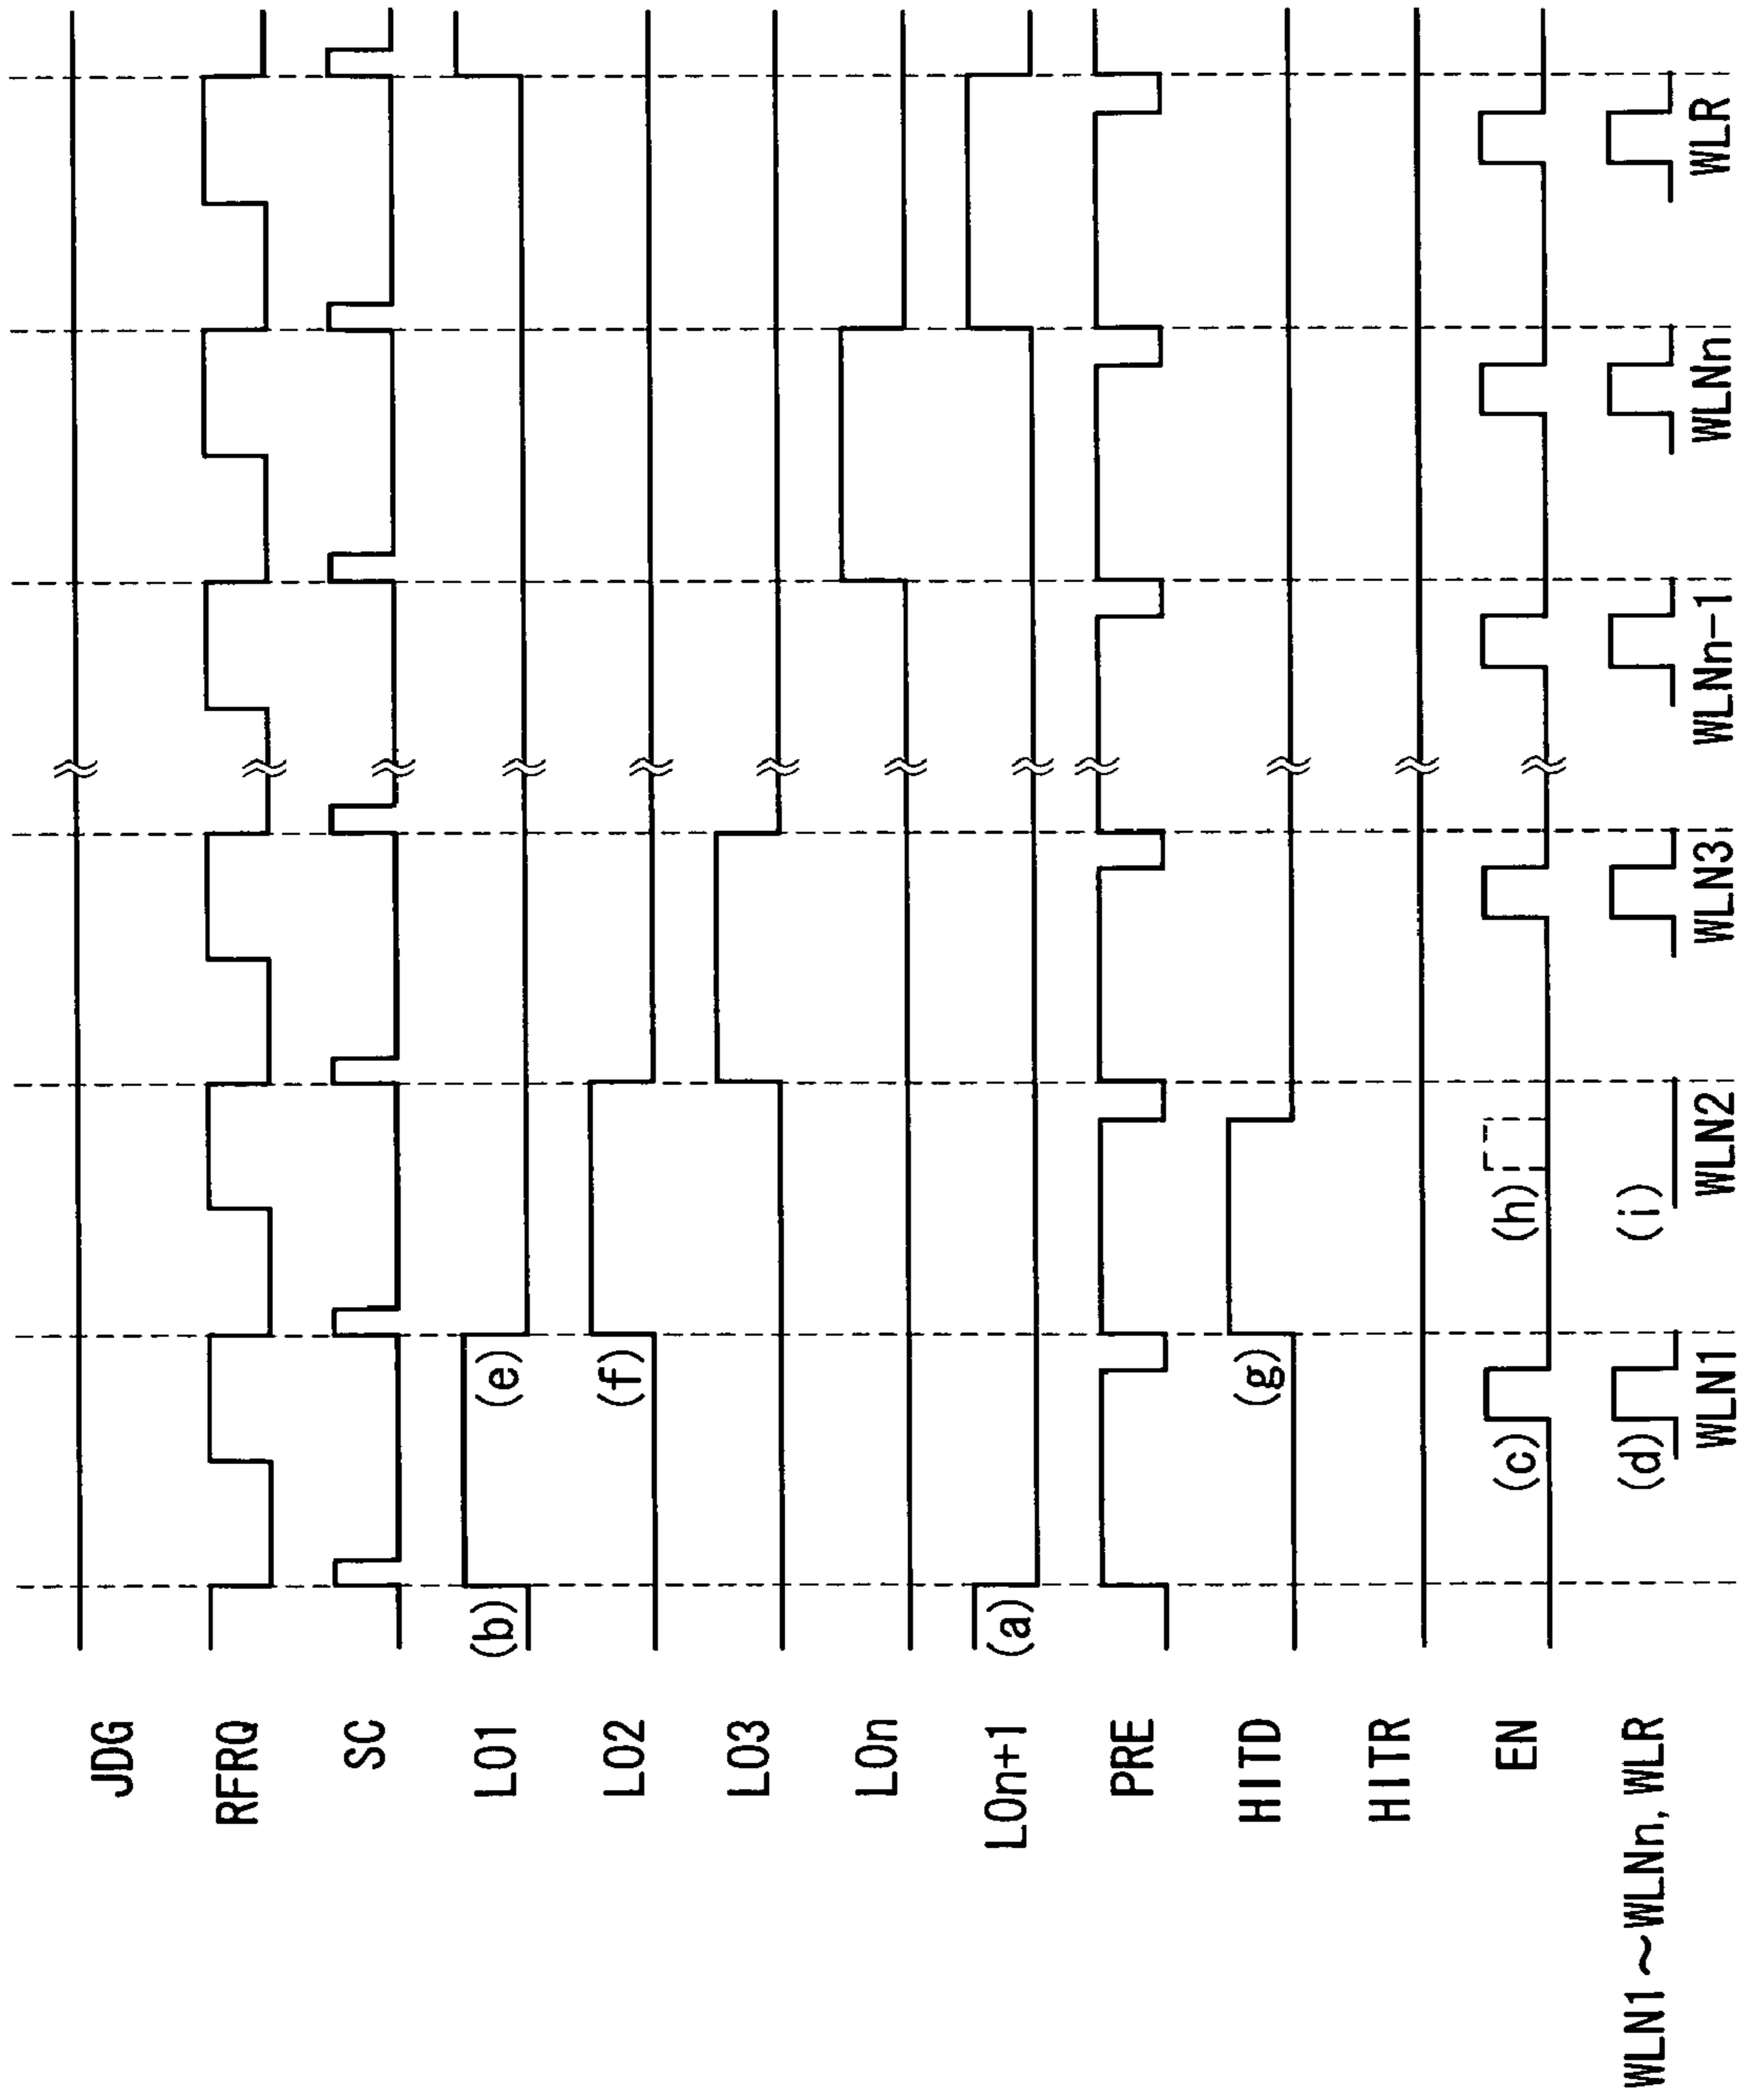 JDG
RFRQ
SC
LO1 (b) (e)
LO2 (f)
LO3
LOn
LOn+1 (a)
PRE
HITD (g)
HITR
EN (c) (h)
WLN1~WLNn, WLR (d) (i)
WLN1 WLN2 WLN3 WLNn-1 WLNn WLR